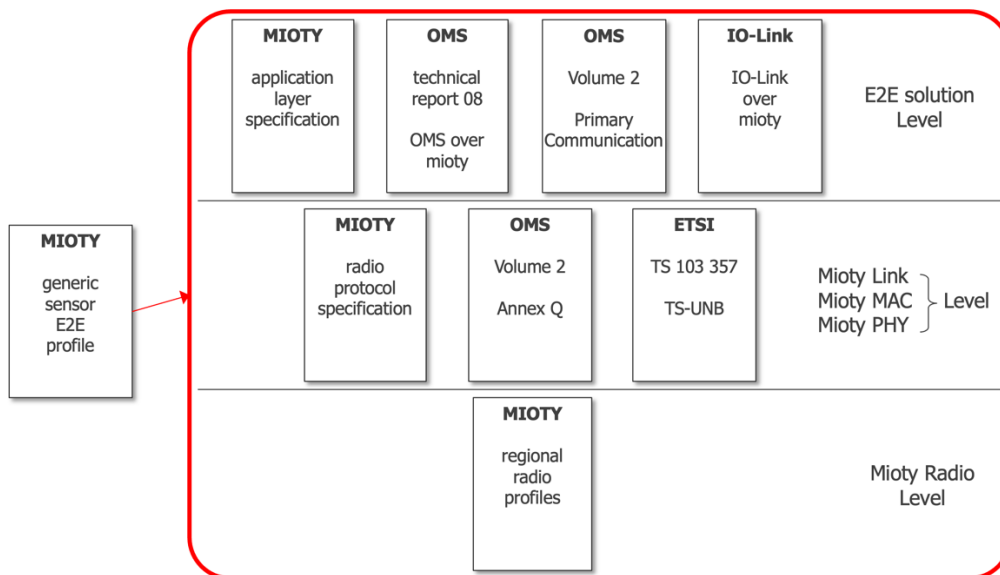 MIOTY
application
layer
specification
OMS
technical
report 08
OMS over
mioty
OMS
Volume 2
Primary
Communication
IO-Link
IO-Link
over
mioty
E2E solution
Level
MIOTY
generic
sensor
E2E
profile
MIOTY
radio
protocol
specification
OMS
Volume 2
Annex Q
ETSI
TS 103 357
TS-UNB
Mioty Link
Mioty MAC
Mioty PHY
Level
MIOTY
regional
radio
profiles
Mioty Radio
Level